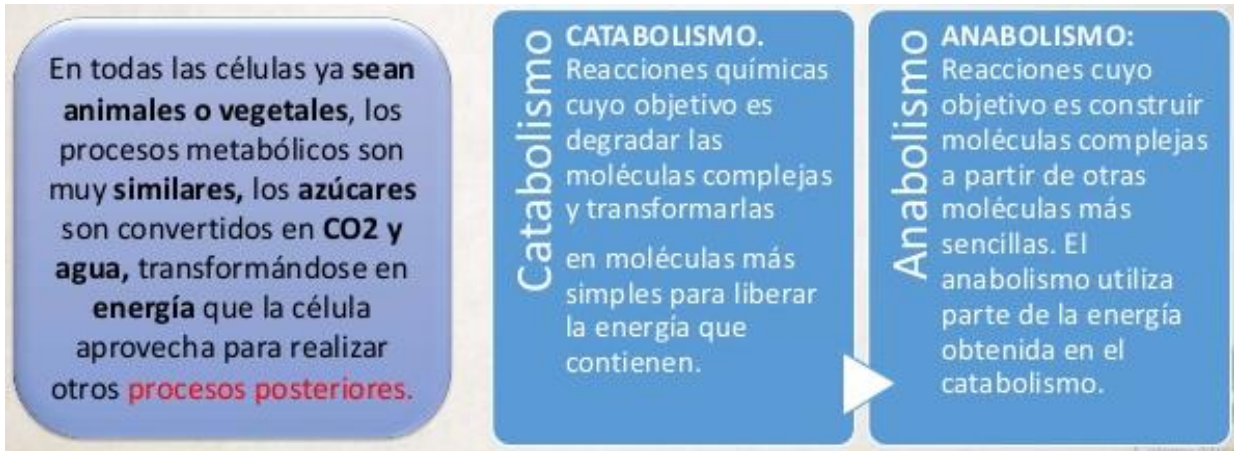 En todas las células ya sean
animales o vegetales, los
procesos metabólicos son
muy similares, los azúcares
son convertidos en CO2 y
agua, transformándose en
energía que la célula
aprovecha para realizar
otros procesos posteriores.
Catabolismo
CATABOLISMO.
Reacciones químicas
cuyo objetivo es
degradar las
moléculas complejas
y transformarlas
en moléculas más
simples para liberar
la energía que
contienen.
Anabolismo
ANABOLISMO:
Reacciones cuyo
objetivo es construir
moléculas complejas
a partir de otras
moléculas más
sencillas. El
anabolismo utiliza
parte de la energía
obtenida en el
catabolismo.